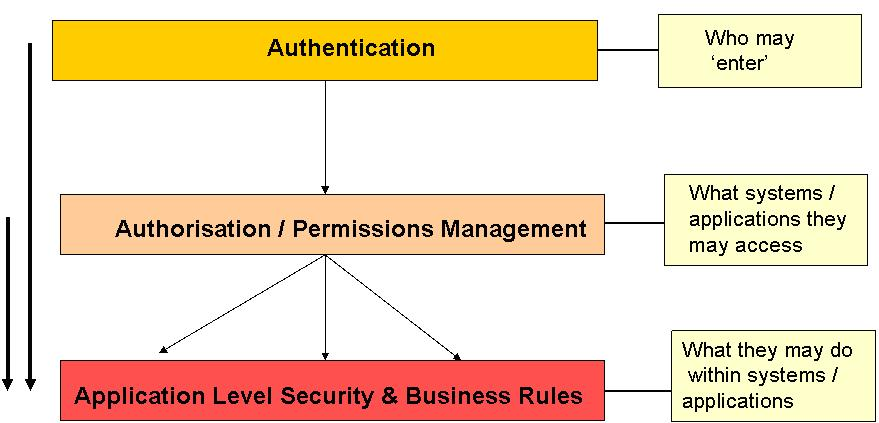 Authentication
Who may
‘enter’
Authorisation / Permissions Management
What systems /
applications they
may access
Application Level Security & Business Rules
What they may do
within systems /
applications